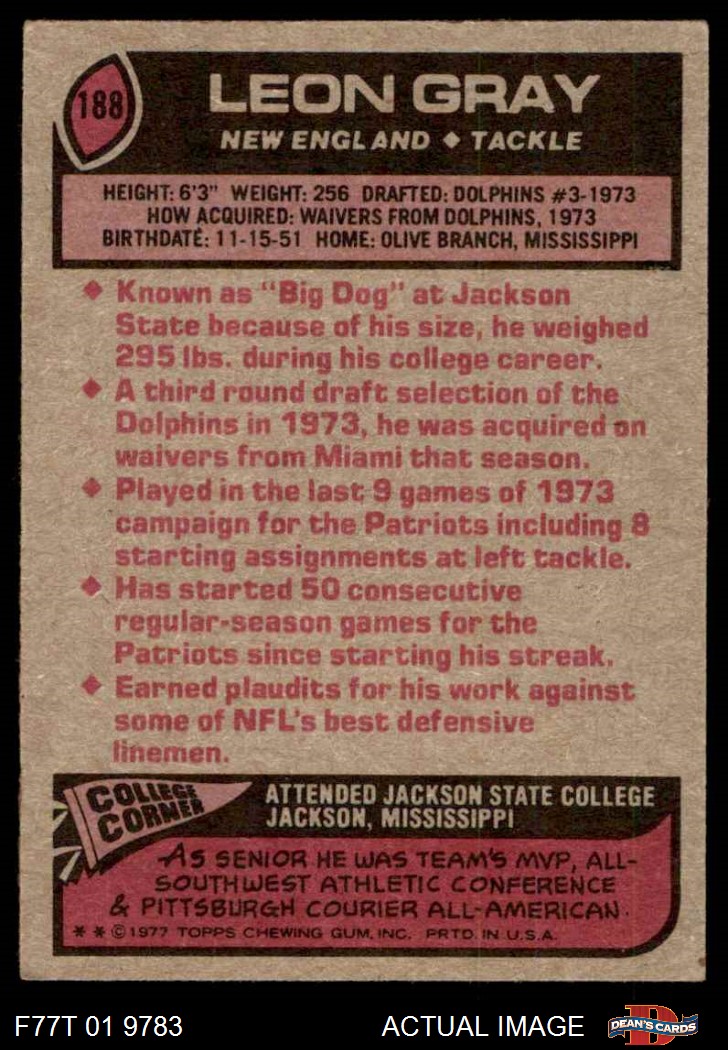 188
LEON GRAY
NEW ENGLAND ◆ TACKLE
HEIGHT: 6'3" WEIGHT: 256 DRAFTED: DOLPHINS #3-1973
HOW ACQUIRED: WAIVERS FROM DOLPHINS, 1973
BIRTHDATE: 11-15-51 HOME: OLIVE BRANCH, MISSISSIPPI
◆ Known as "Big Dog" at Jackson
State because of his size, he weighed
295 lbs. during his college career.
◆ A third round draft selection of the
Dolphins in 1973, he was acquired on
waivers from Miami that season.
◆ Played in the last 9 games of 1973
campaign for the Patriots including 8
starting assignments at left tackle.
◆ Has started 50 consecutive
regular-season games for the
Patriots since starting his streak.
◆ Earned plaudits for his work against
some of NFL's best defensive
linemen.
COLLEGE
CORNER
ATTENDED JACKSON STATE COLLEGE
JACKSON, MISSISSIPPI
AS SENIOR HE WAS TEAM'S MVP, ALL-
SOUTHWEST ATHLETIC CONFERENCE
& PITTSBURGH COURIER ALL-AMERICAN.
* * © 1977 TOPPS CHEWING GUM, INC. PRTD. IN U.S.A.
F77T 01 9783
ACTUAL IMAGE
D
DEAN'S CARDS